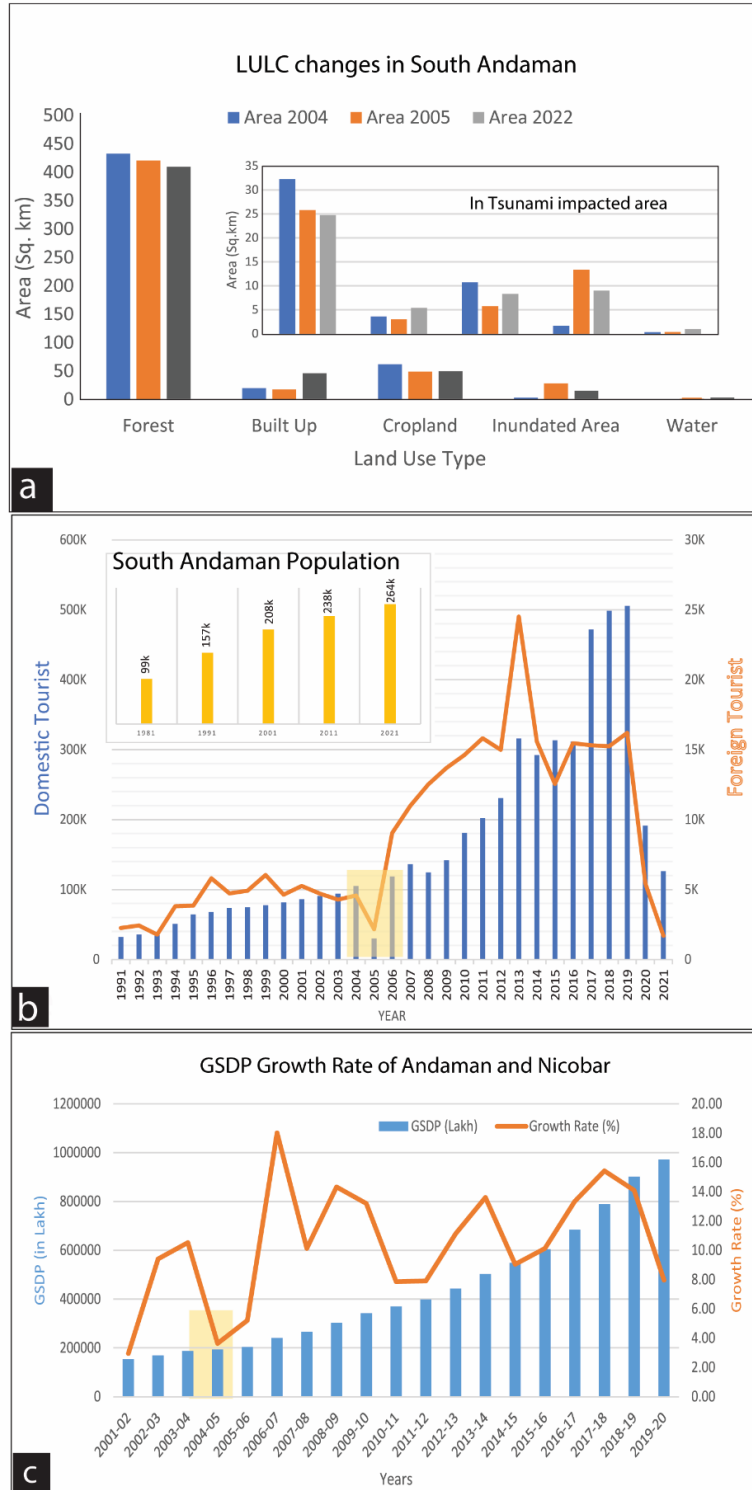 LULC changes in South Andaman
Area 2004 Area 2005 Area 2022
500
450
400
350
300
250
200
150
100
50
0
Area (Sq. km)
35
30
25
20
15
10
5
0
Area (Sq.km)
In Tsunami impacted area
Forest Built Up Cropland Inundated Area Water
Land Use Type
a
600K
500K
400K
300K
200K
100K
0
Domestic Tourist
South Andaman Population
99k 157k 208k 238k 264k
1981 1991 2001 2011 2021
30K
25K
20K
15K
10K
5K
0
Foreign Tourist
1991 1992 1993 1994 1995 1996 1997 1998 1999 2000 2001 2002 2003 2004 2005 2006 2007 2008 2009 2010 2011 2012 2013 2014 2015 2016 2017 2018 2019 2020 2021
YEAR
b
GSDP Growth Rate of Andaman and Nicobar
GSDP (Lakh) Growth Rate (%)
1200000
1000000
800000
600000
400000
200000
0
GSDP (in Lakh)
20.00
18.00
16.00
14.00
12.00
10.00
8.00
6.00
4.00
2.00
0.00
Growth Rate (%)
2001-02 2002-03 2003-04 2004-05 2005-06 2006-07 2007-08 2008-09 2009-10 2010-11 2011-12 2012-13 2013-14 2014-15 2015-16 2016-17 2017-18 2018-19 2019-20
Years
c